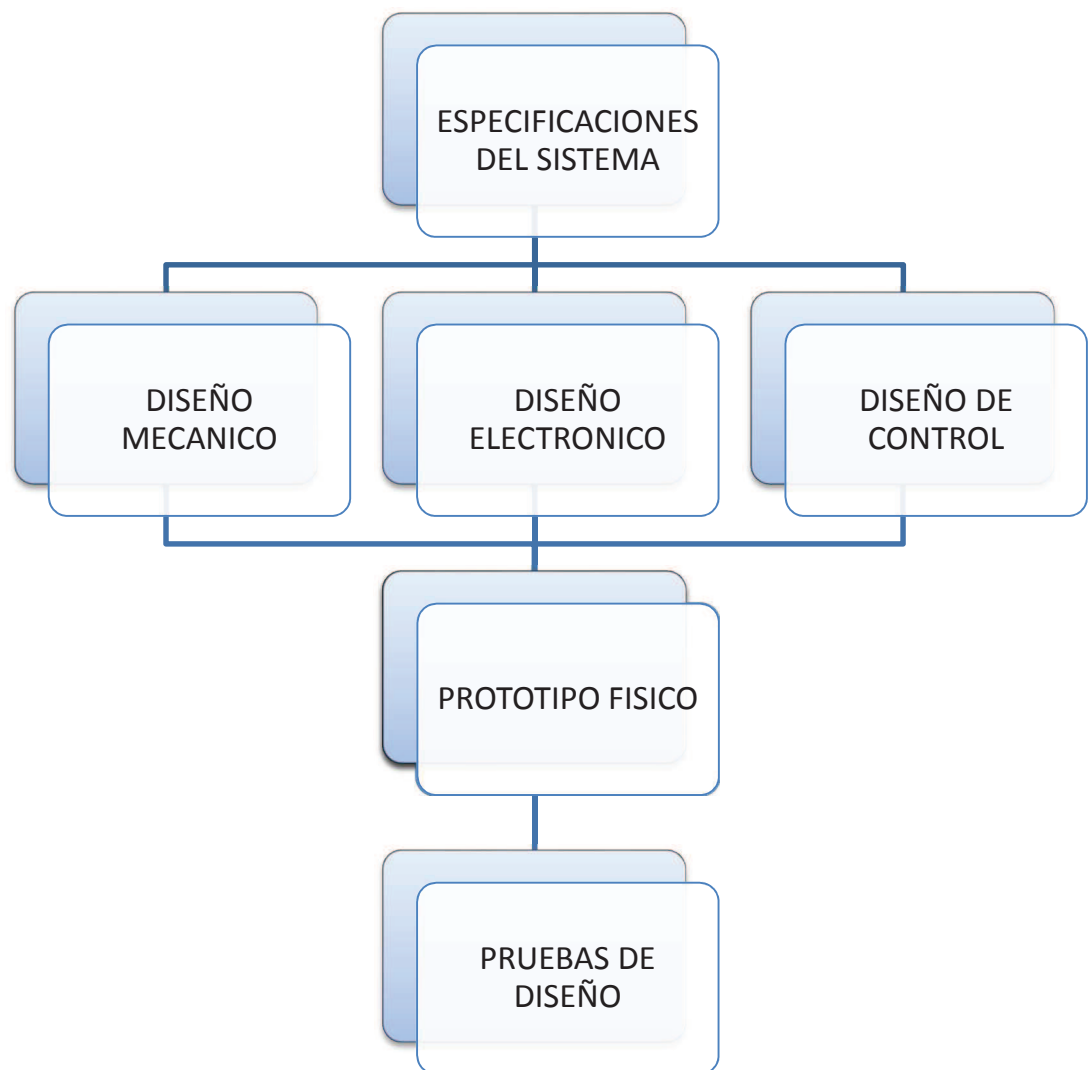 ESPECIFICACIONES
DEL SISTEMA
DISEÑO
MECANICO
DISEÑO
ELECTRONICO
DISEÑO DE
CONTROL
PROTOTIPO FISICO
PRUEBAS DE
DISEÑO